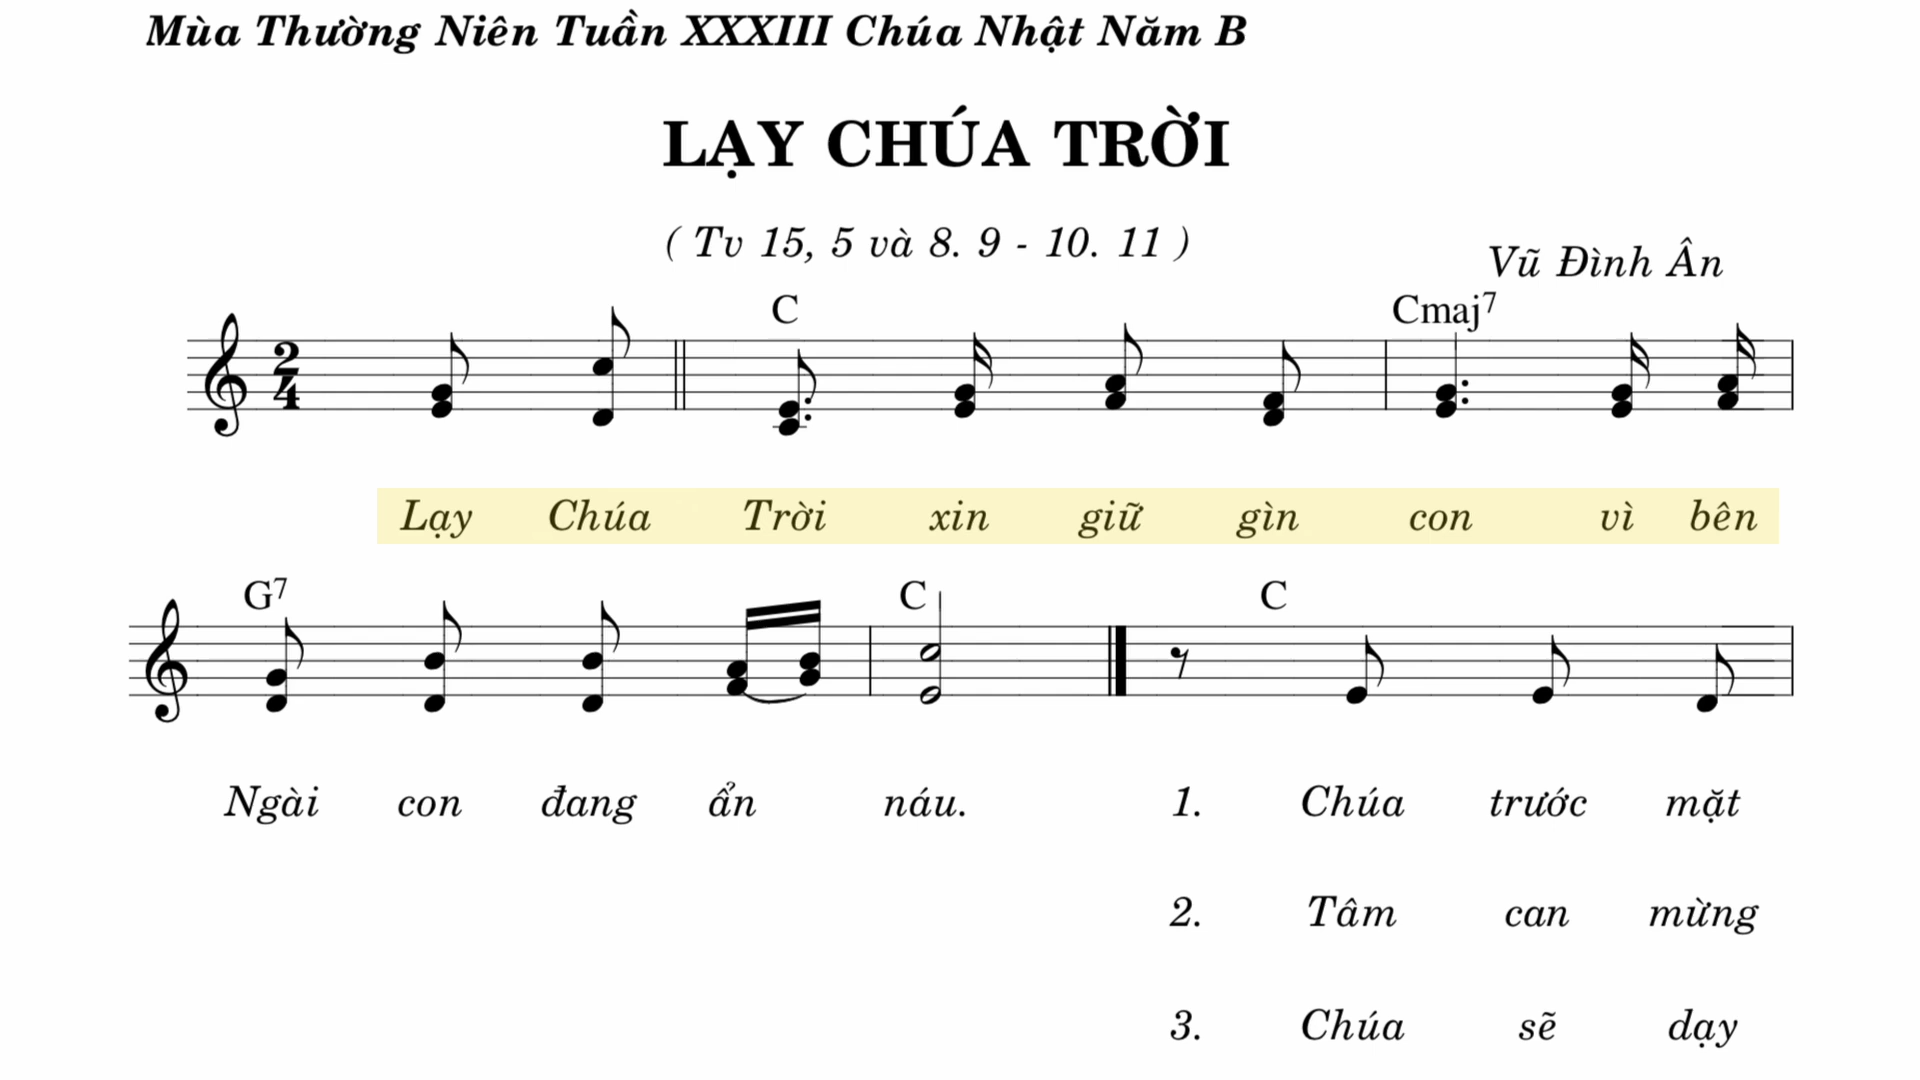 Mùa Thường Niên Tuần XXXIII Chúa Nhật Năm B
LẠY CHÚA TRỜI
( Tv 15, 5 và 8. 9 - 10. 11 )
Vũ Đình Ân
C Cmaj7
2
4
Lạy Chúa Trời xin giữ gìn con vì bên
G7 C C
Ngài con đang ẩn náu. 1. Chúa trước mặt
2. Tâm can mừng
3. Chúa sẽ dạy